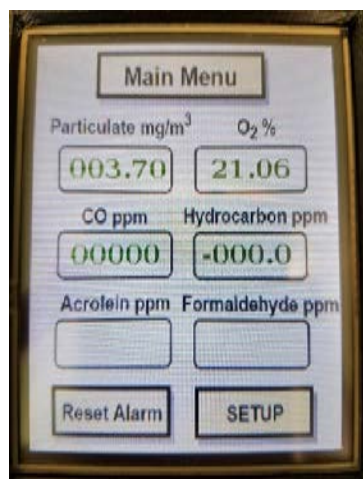 Main Menu
Particulate mg/m³ O₂ %
003.70 21.06
CO ppm Hydrocarbon ppm
00000 -000.0
Acrolein ppm Formaldehyde ppm
Reset Alarm SETUP